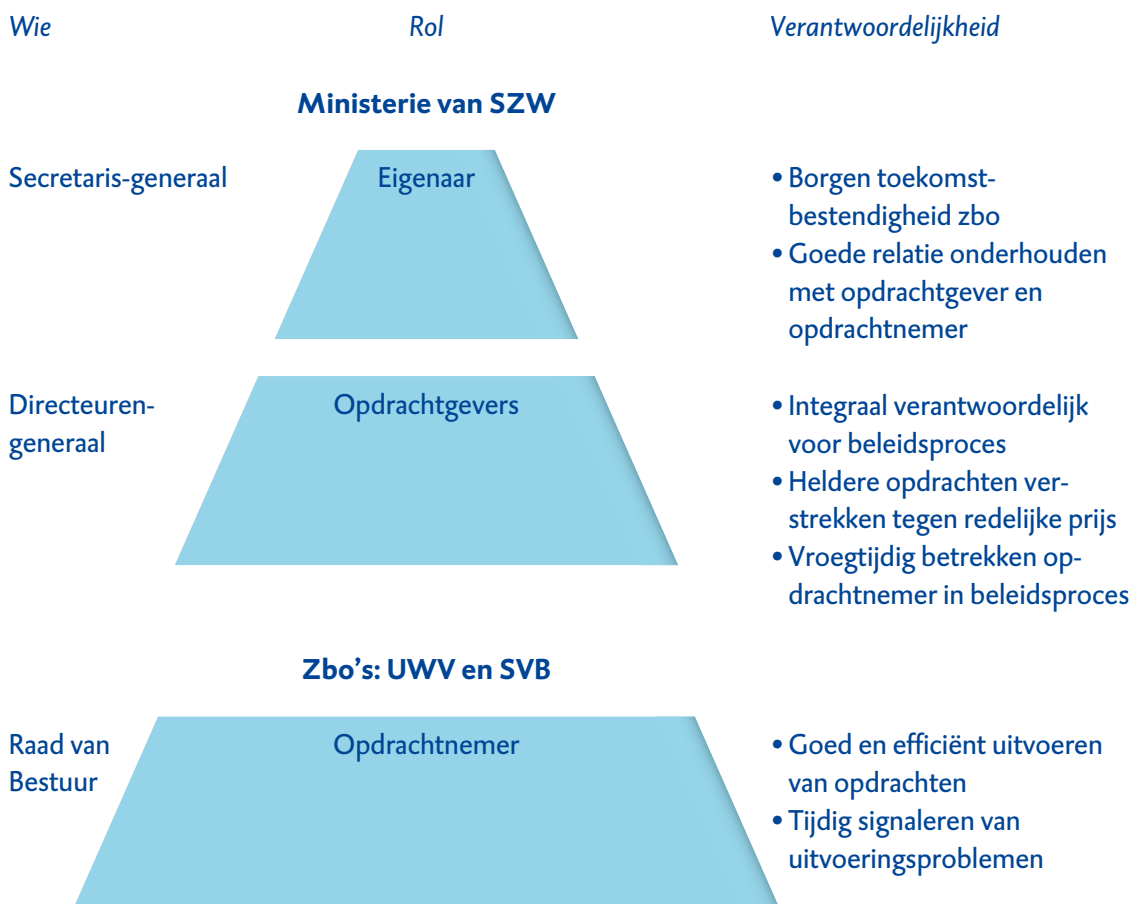 Wie Rol Verantwoordelijkheid
Ministerie van SZW
Secretaris-generaal
Eigenaar
• Borgen toekomst-
bestendigheid zbo
• Goede relatie onderhouden
met opdrachtgever en
opdrachtnemer
Directeuren-
generaal
Opdrachtgevers
• Integraal verantwoordelijk
voor beleidsproces
• Heldere opdrachten ver-
strekken tegen redelijke prijs
• Vroegtijdig betrekken op-
drachtnemer in beleidsproces
Zbo’s: UWV en SVB
Raad van
Bestuur
Opdrachtnemer
• Goed en efficiënt uitvoeren
van opdrachten
• Tijdig signaleren van
uitvoeringsproblemen